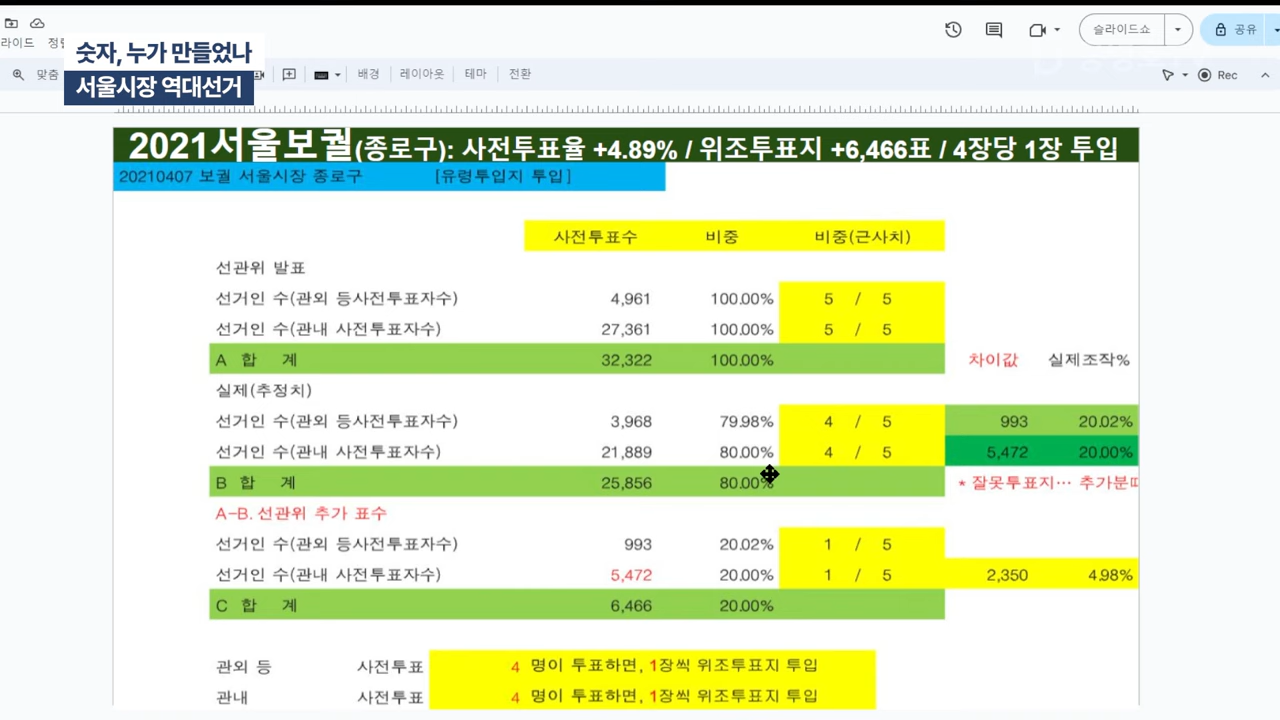 라이드
숫자, 누가 만들었나
서울시장 역대선거
슬라이드쇼
공유
맞춤
배경
레이아웃
테마
전환
Rec
2021서울보궐(종로구): 사전투표율 +4.89% / 위조투표지 +6,466표 / 4장당 1장 투입
20210407 보궐 서울시장 종로구 [유령투입지 투입]
사전투표수 비중 비중(근사치)
선관위 발표
선거인 수(관외 등사전투표자수) 4,961 100.00% 5 / 5
선거인 수(관내 사전투표자수) 27,361 100.00% 5 / 5
A 합 계 32,322 100.00% 차이값 실제조작%
실제(추정치)
선거인 수(관외 등사전투표자수) 3,968 79.98% 4 / 5 993 20.02%
선거인 수(관내 사전투표자수) 21,889 80.00% 4 / 5 5,472 20.00%
B 합 계 25,856 80.00% * 잘못투표지… 추가분
A-B. 선관위 추가 표수
선거인 수(관외 등사전투표자수) 993 20.02% 1 / 5
선거인 수(관내 사전투표자수) 5,472 20.00% 1 / 5 2,350 4.98%
C 합 계 6,466 20.00%
관외 등 사전투표 4 명이 투표하면, 1장씩 위조투표지 투입
관내 사전투표 4 명이 투표하면, 1장씩 위조투표지 투입